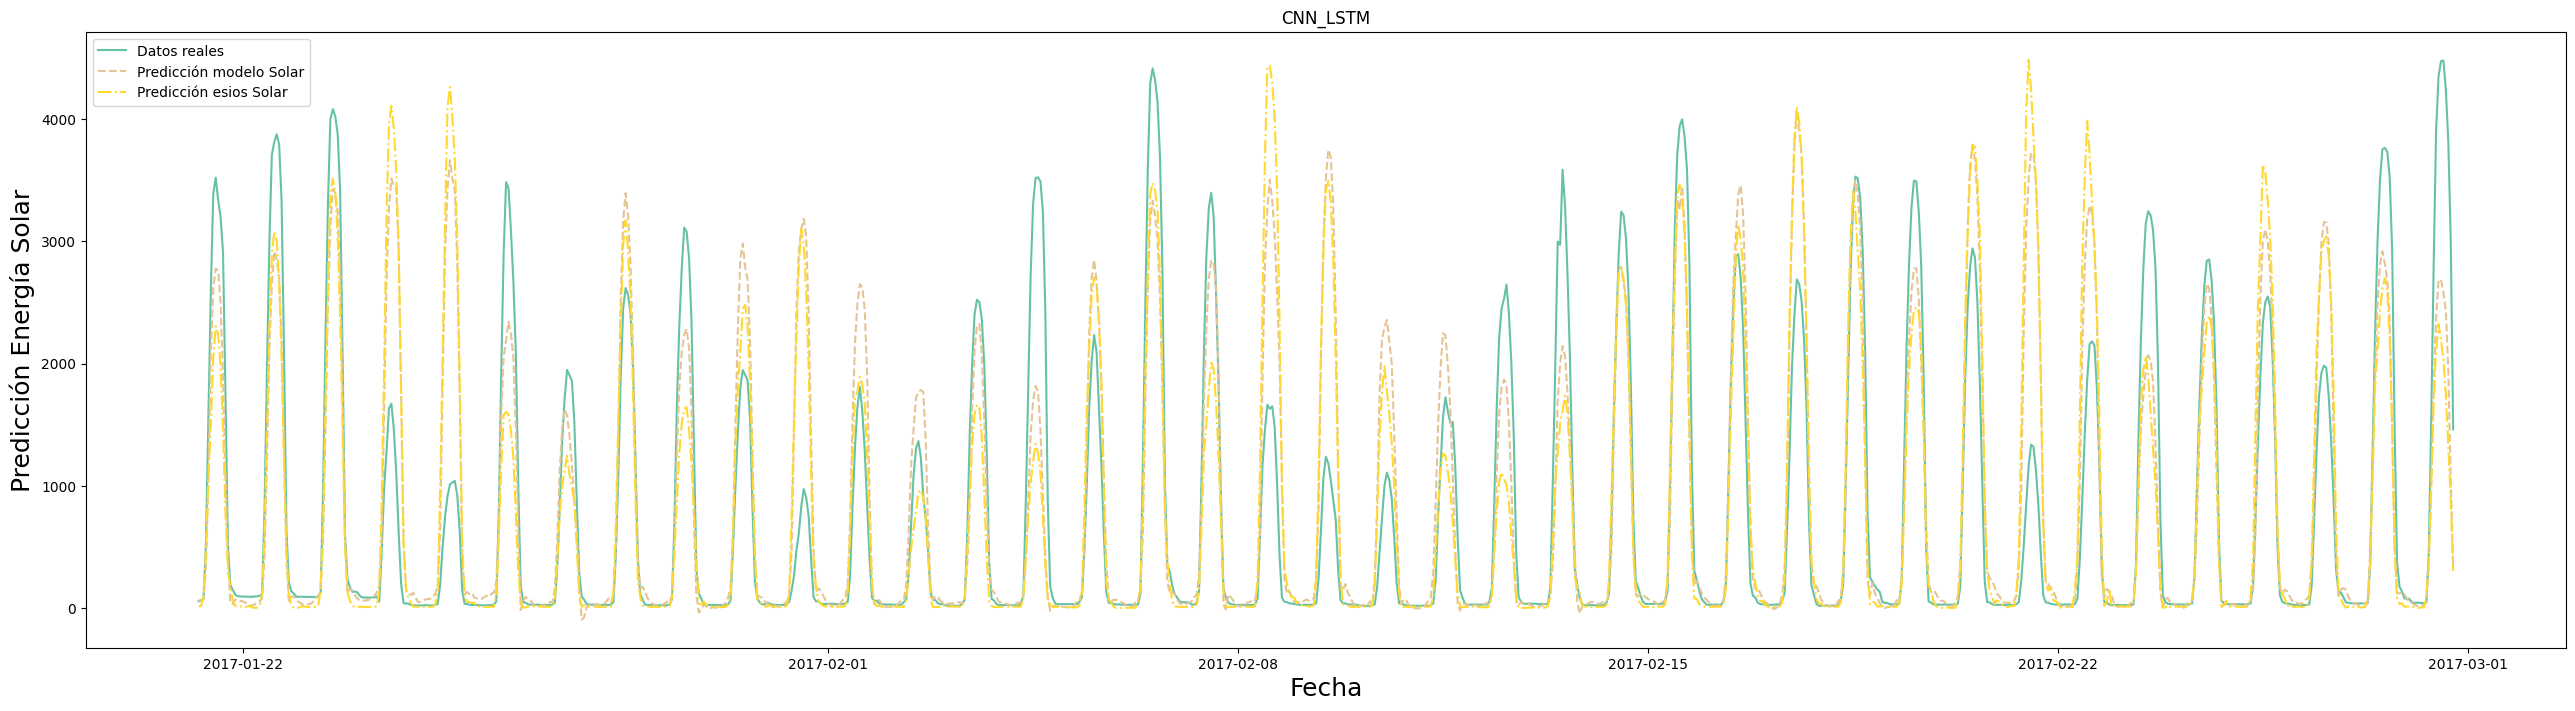 CNN_LSTM
Datos reales
Predicción modelo Solar
Predicción esios Solar
Predicción Energía Solar
4000
3000
2000
1000
0
2017-01-22
2017-02-01
2017-02-08
2017-02-15
2017-02-22
2017-03-01
Fecha